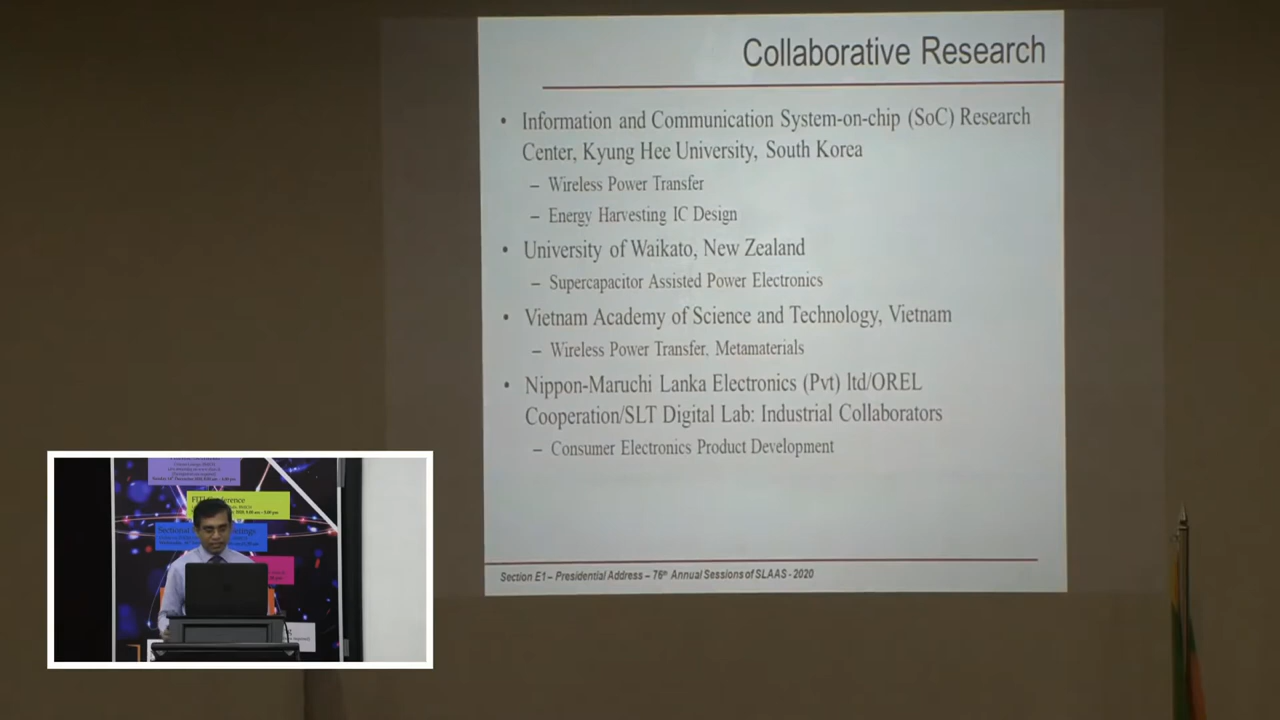 Collaborative Research
• Information and Communication System-on-chip (SoC) Research
Center, Kyung Hee University, South Korea
– Wireless Power Transfer
– Energy Harvesting IC Design
• University of Waikato, New Zealand
– Supercapacitor Assisted Power Electronics
• Vietnam Academy of Science and Technology, Vietnam
– Wireless Power Transfer, Metamaterials
• Nippon-Maruchi Lanka Electronics (Pvt) ltd/OREL
Cooperation/SLT Digital Lab: Industrial Collaborators
– Consumer Electronics Product Development
Section E1 – Presidential Address – 76th Annual Sessions of SLAAS - 2020
Sectional